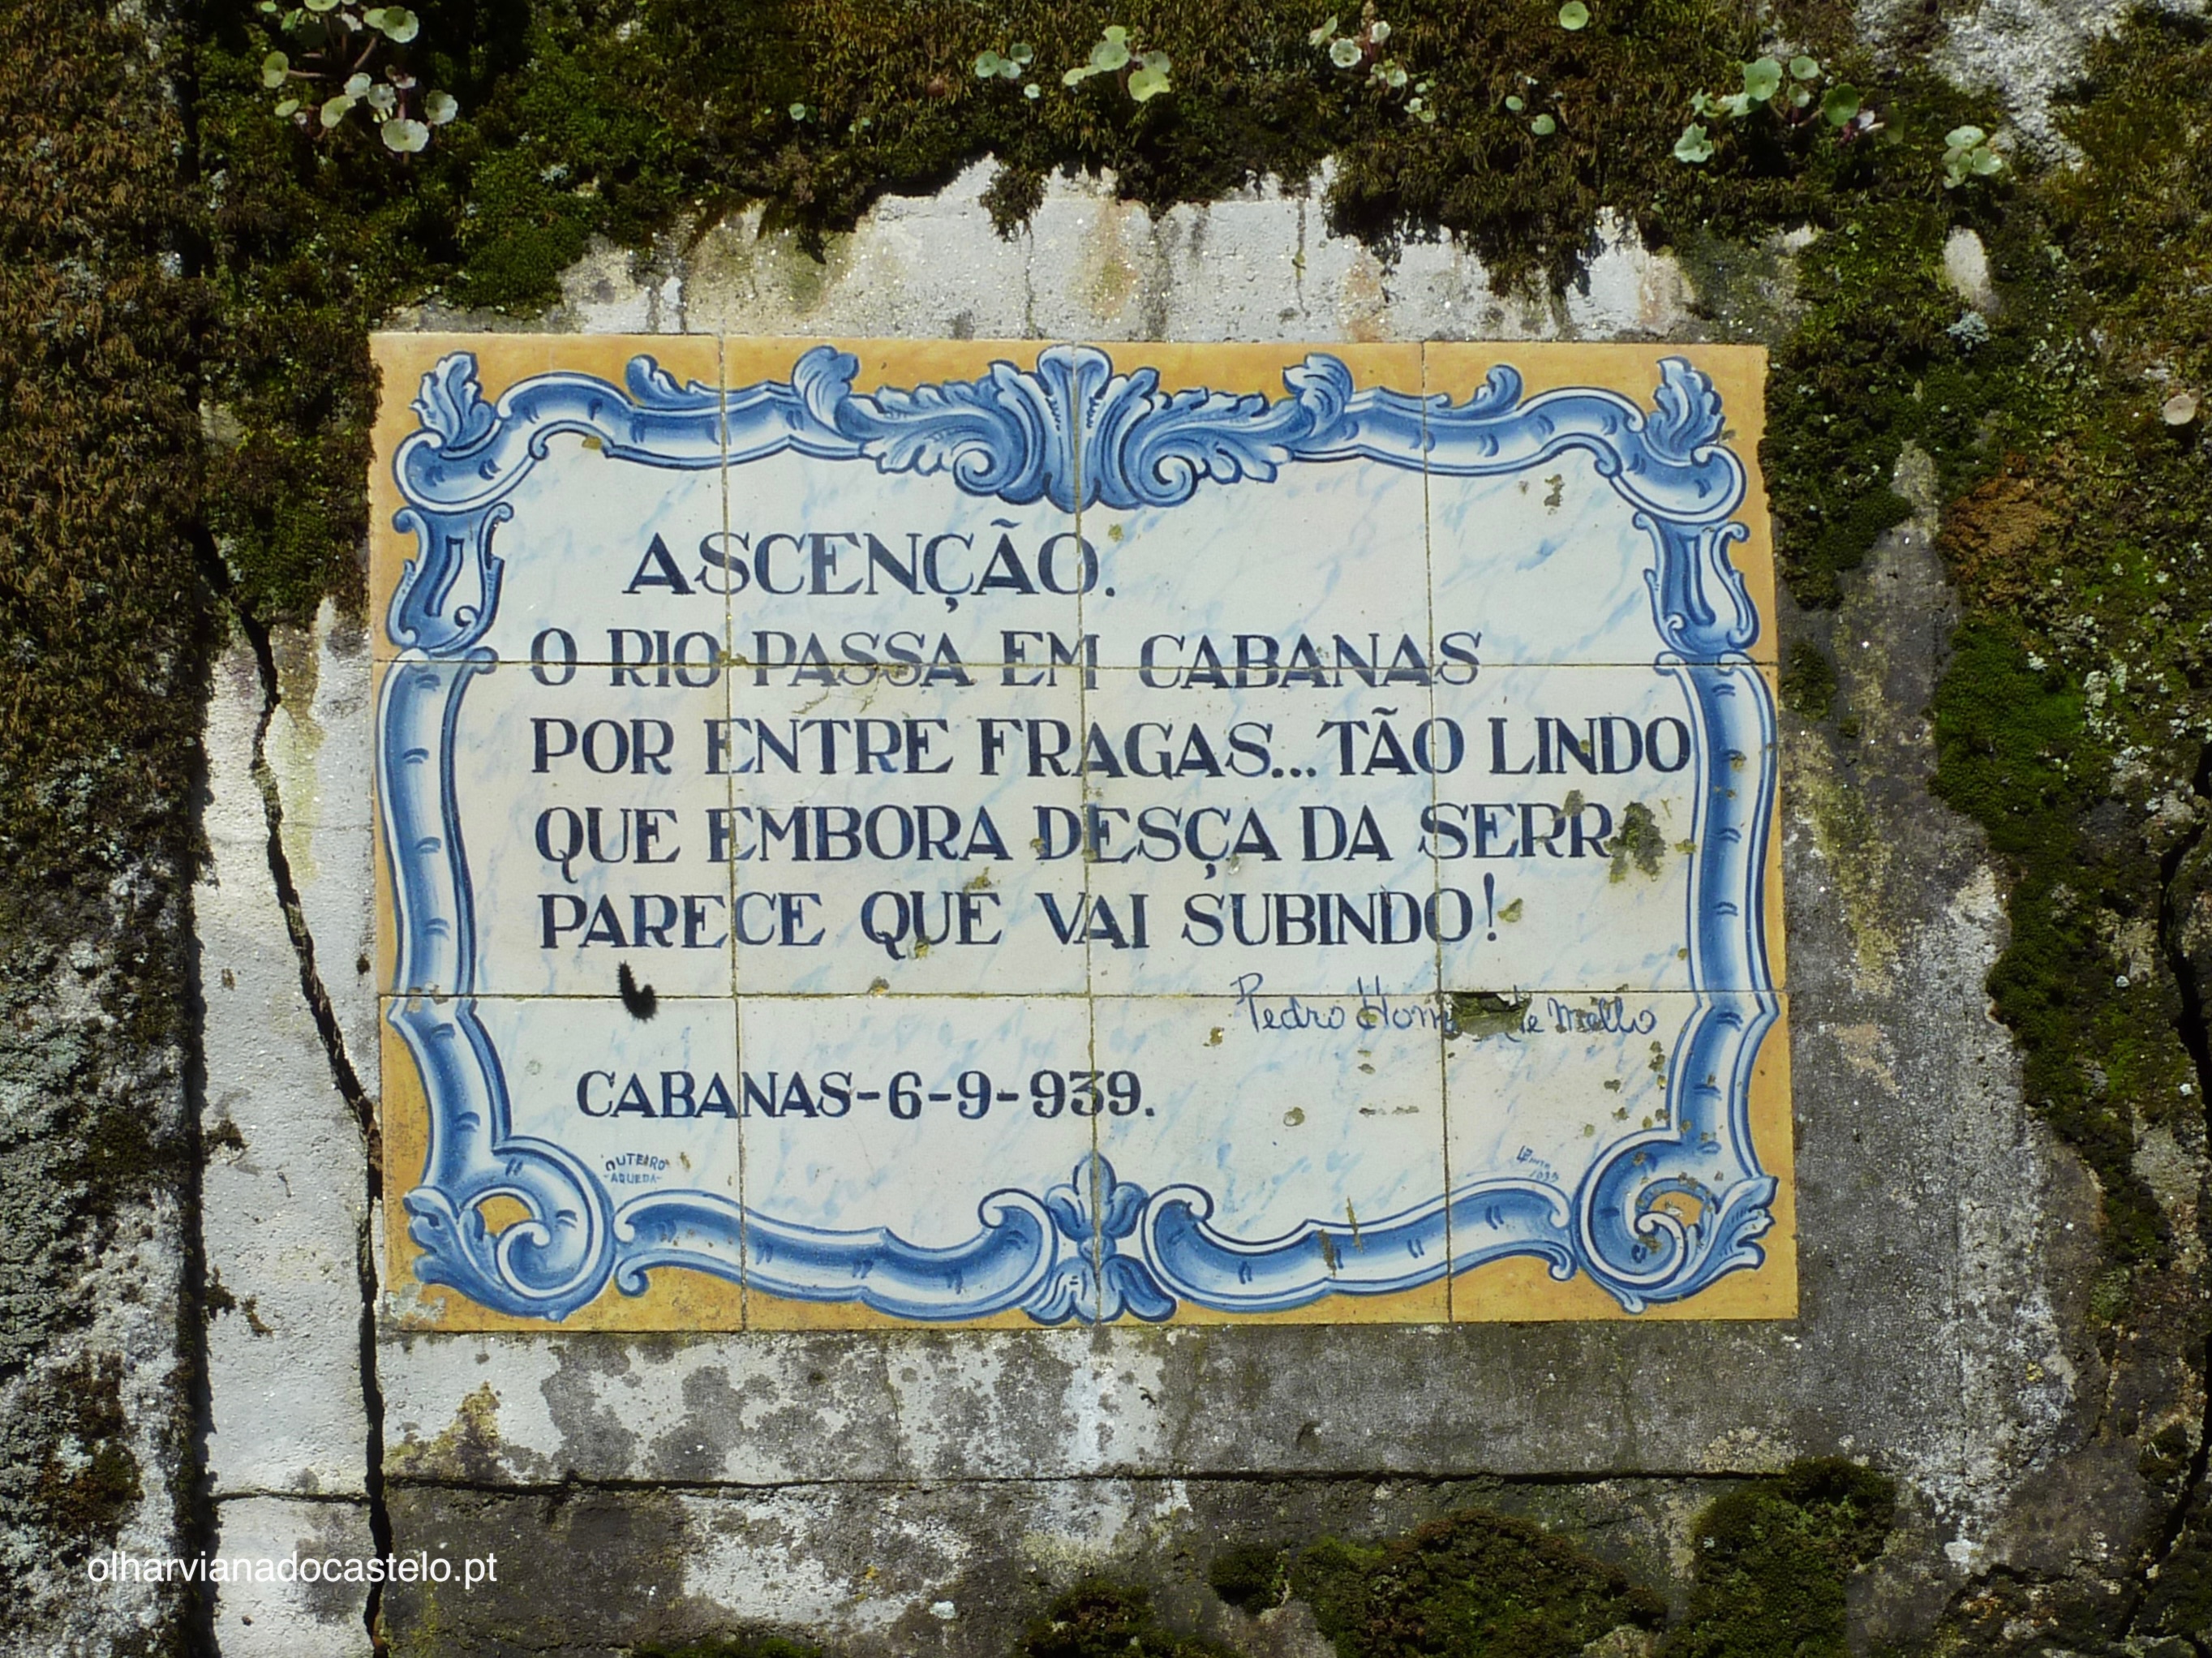 ASCENÇÃO.
O RIO PASSA EM CABANAS
POR ENTRE FRAGAS...TÃO LINDO
QUE EMBORA DESÇA DA SERRA
PARECE QUE VAI SUBINDO!
Pedro Homem de Mello
CABANAS-6-9-939.
OUTEIRO
-AGUEDA-
olharvianadocastelo.pt